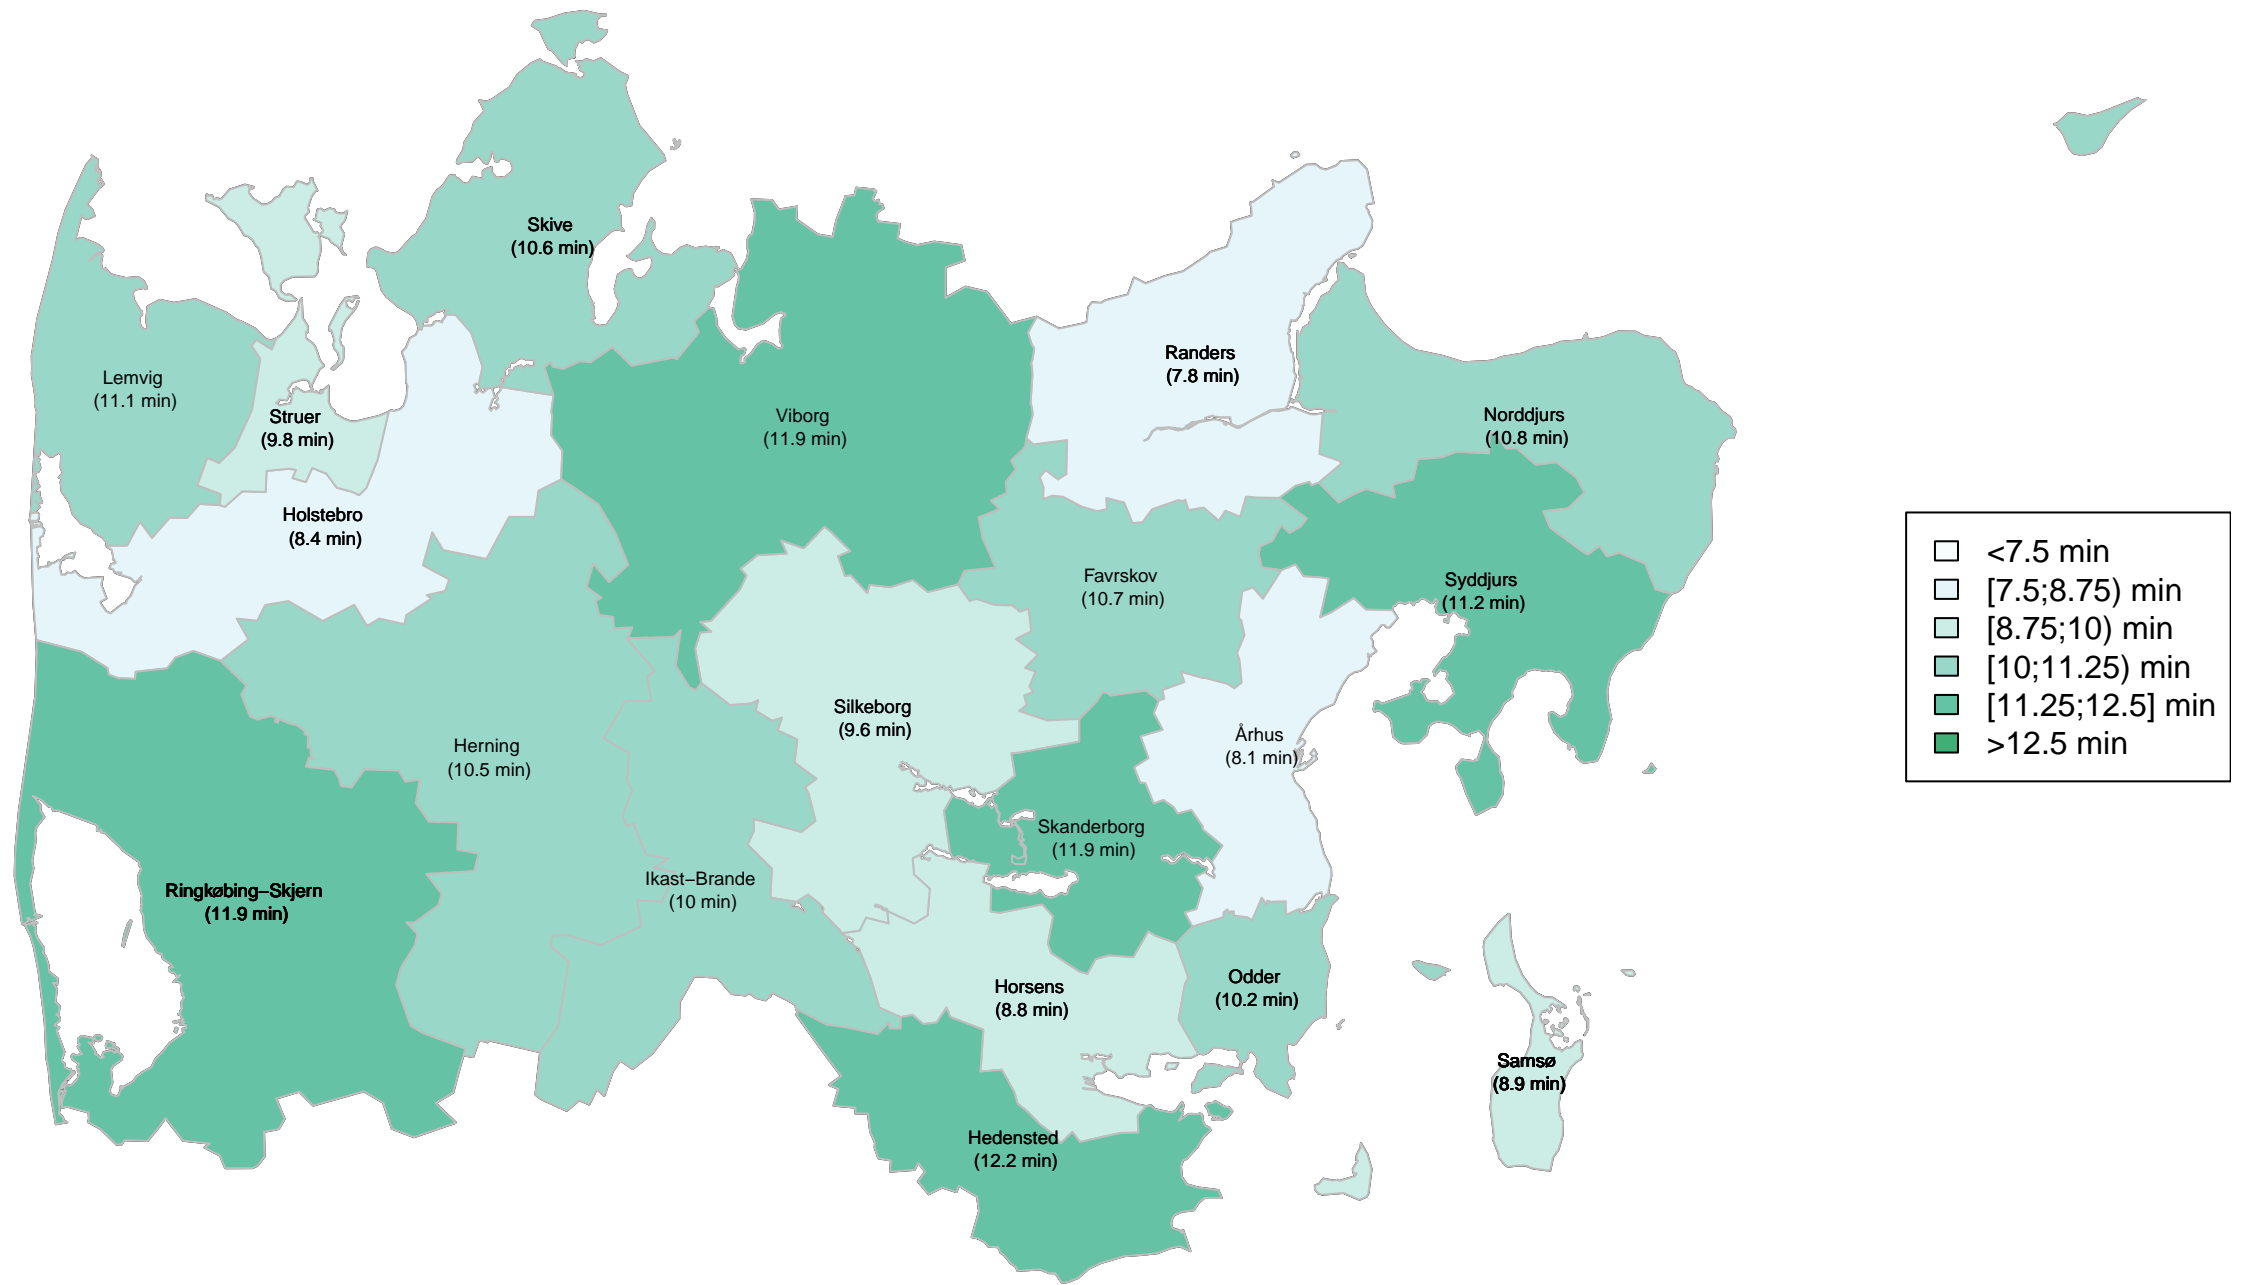 Skive
(10.6 min)
Lemvig
(11.1 min)
Struer
(9.8 min)
Viborg
(11.9 min)
Randers
(7.8 min)
Norddjurs
(10.8 min)
Holstebro
(8.4 min)
Favrskov
(10.7 min)
Syddjurs
(11.2 min)
Silkeborg
(9.6 min)
Herning
(10.5 min)
Århus
(8.1 min)
Skanderborg
(11.9 min)
Ringkøbing–Skjern
(11.9 min)
Ikast–Brande
(10 min)
Horsens
(8.8 min)
Odder
(10.2 min)
Samsø
(8.9 min)
Hedensted
(12.2 min)
<7.5 min
[7.5;8.75) min
[8.75;10) min
[10;11.25) min
[11.25;12.5] min
>12.5 min